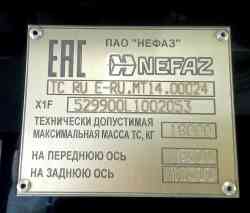 EAC ПАО "НЕФАЗ"
NEFAZ
ТС RU E-RU.MT14.00024
X1F 529900L1002053
ТЕХНИЧЕСКИ ДОПУСТИМАЯ
МАКСИМАЛЬНАЯ МАССА ТС, КГ 18000
НА ПЕРЕДНЮЮ ОСЬ
НА ЗАДНЮЮ ОСЬ